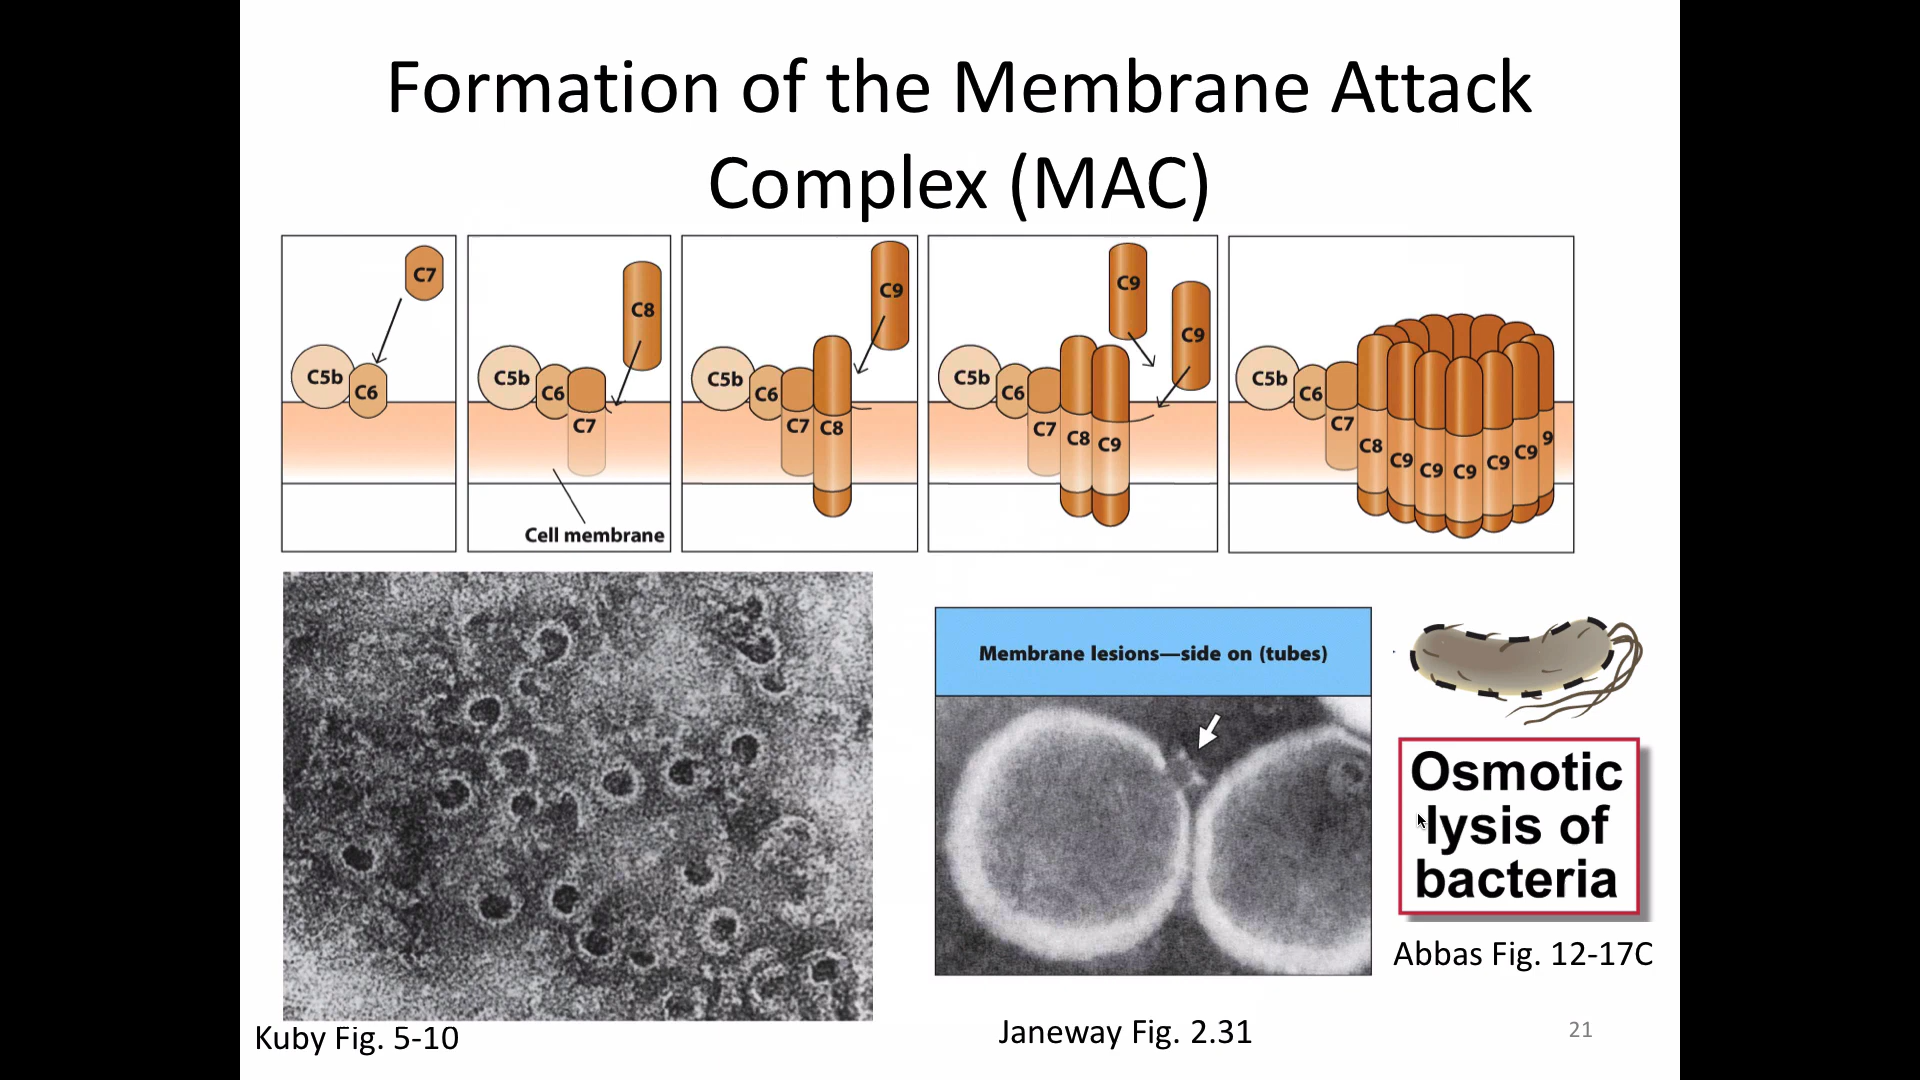 Formation of the Membrane Attack
Complex (MAC)
C7
C5b
C6
C8
C5b
C6
C7
Cell membrane
C9
C5b
C6
C7
C8
C9
C9
C5b
C6
C7
C8
C9
C5b
C6
C7
C8
C9
C9
C9
C9
C9
9
Membrane lesions—side on (tubes)
Osmotic
lysis of
bacteria
Abbas Fig. 12-17C
Kuby Fig. 5-10
Janeway Fig. 2.31
21